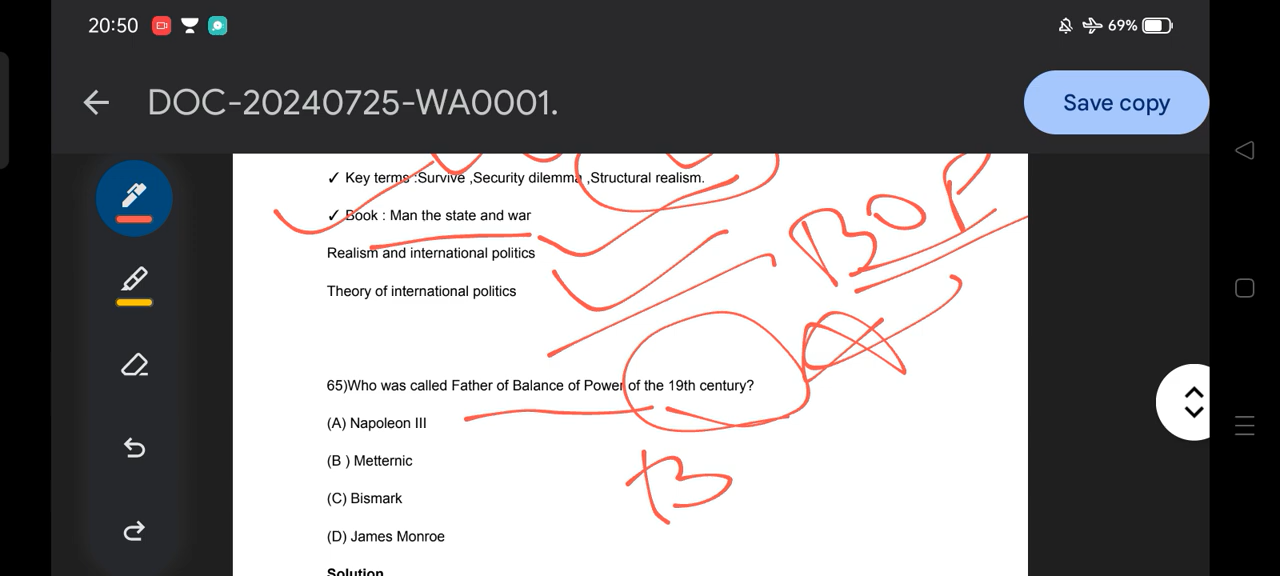 20:50 69%
DOC-20240725-WA0001.
Save copy
✓ Key terms :Survive ,Security dilemma ,Structural realism.
✓ Book : Man the state and war
BOP
Realism and international politics
Theory of international politics
65)Who was called Father of Balance of Power of the 19th century?
(A) Napoleon III
(B ) Metternic
B
(C) Bismark
(D) James Monroe
Solution